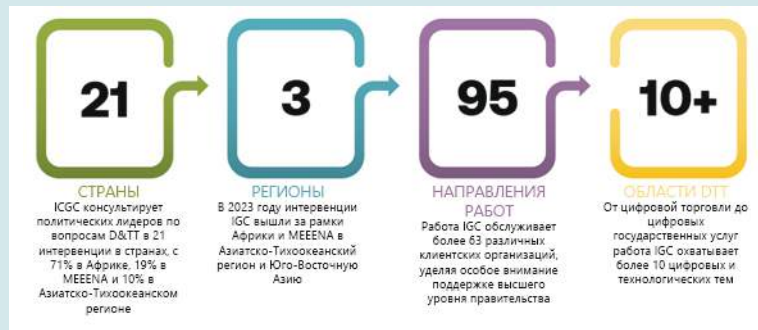 21
СТРАНЫ
ICGC консультирует
политических лидеров по
вопросам D&TT в 21
интервенции в странах, с
71% в Африке, 19% в
MEEENA и 10% в
Азиатско-Тихоокеанском
регионе
3
РЕГИОНЫ
В 2023 году интервенции
IGC вышли за рамки
Африки и MEEENA в
Азиатско-Тихоокеанский
регион и Юго-Восточную
Азию
95
НАПРАВЛЕНИЯ
РАБОТ
Работа IGC обслуживает
более 63 различных
клиентских организаций,
уделяя особое внимание
поддержке высшего
уровня правительства
10+
ОБЛАСТИ DTT
От цифровой торговли до
цифровых
государственных услуг
работа IGC охватывает
более 10 цифровых и
технологических тем